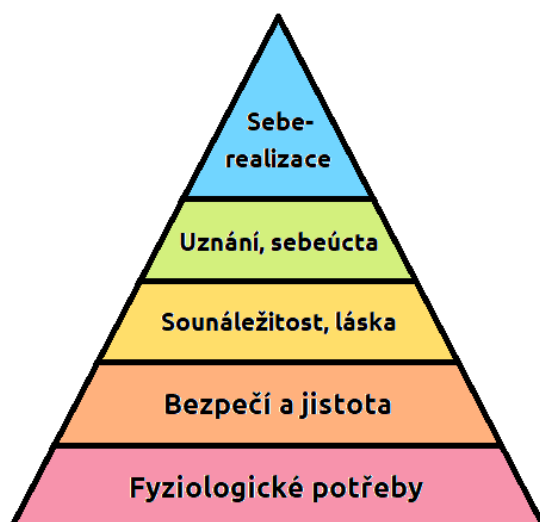 Sebe-
realizace
Uznání, sebeúcta
Sounáležitost, láska
Bezpečí a jistota
Fyziologické potřeby